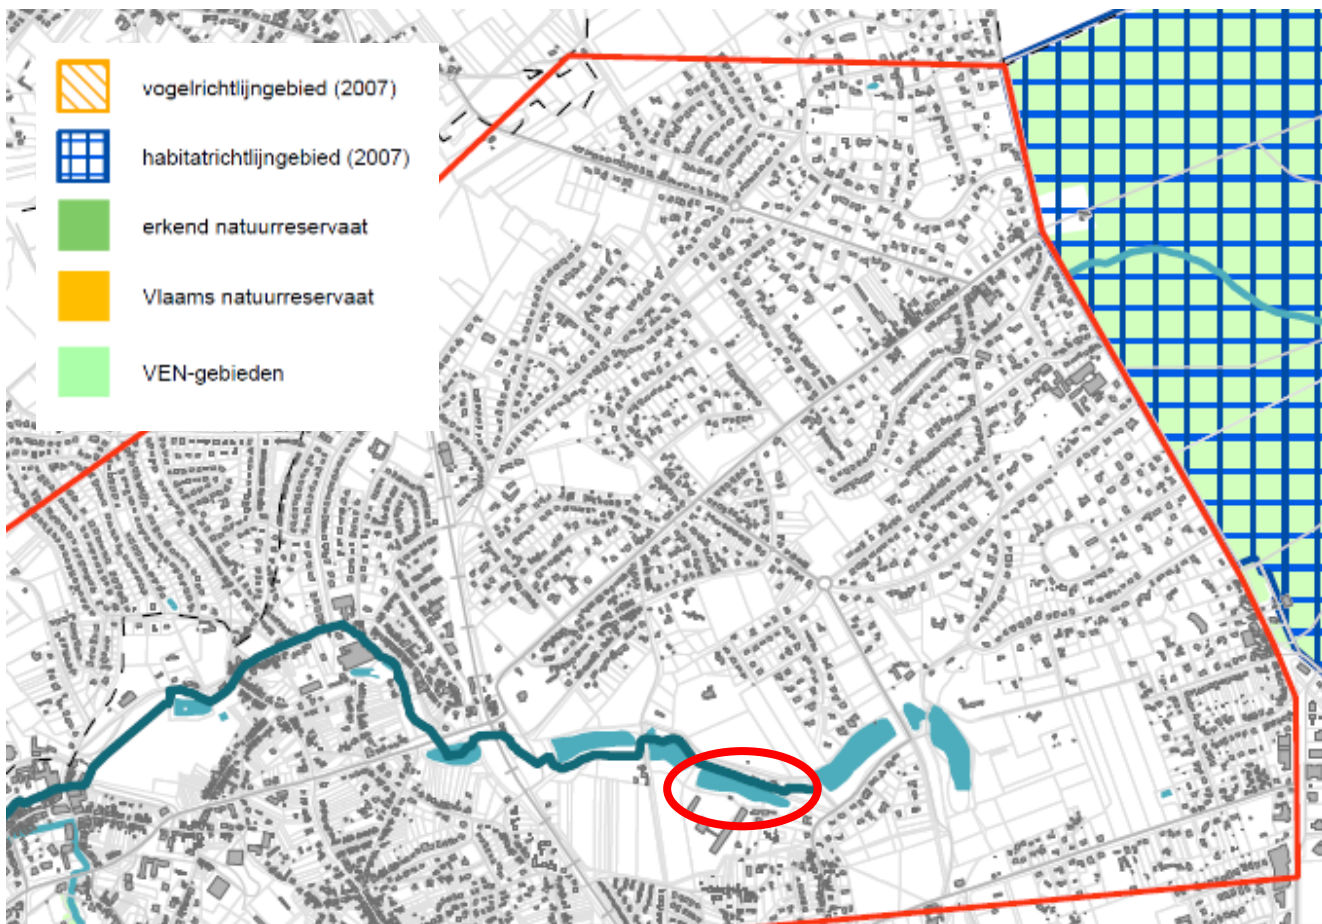 vogelrichtlijngebied (2007)
habitatrichtlijngebied (2007)
erkend natuurreservaat
Vlaams natuurreservaat
VEN-gebieden